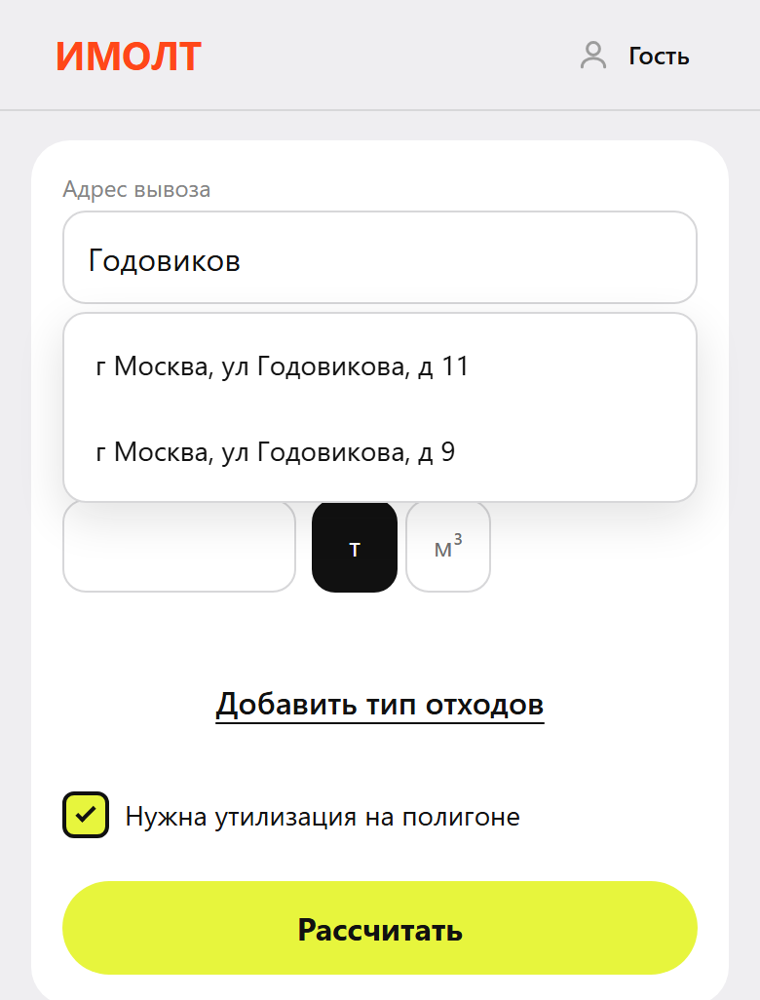 ИМОЛТ
Гость
Адрес вывоза
Годовиков
г Москва, ул Годовикова, д 11
г Москва, ул Годовикова, д 9
т
м³
Добавить тип отходов
Нужна утилизация на полигоне
Рассчитать